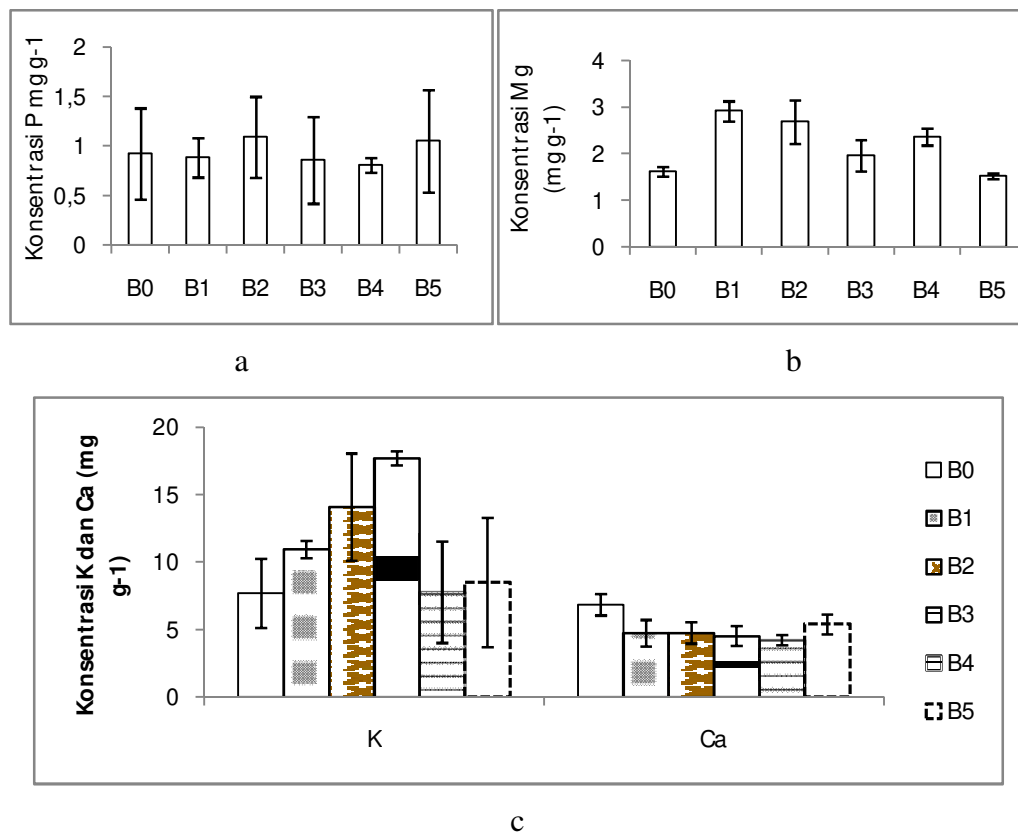 Konsentrasi P mg g-1
2
1,5
1
0,5
0
B0 B1 B2 B3 B4 B5
a
Konsentrasi Mg
(mg g-1)
4
3
2
1
0
B0 B1 B2 B3 B4 B5
b
Konsentrasi K dan Ca (mg
g-1)
20
15
10
5
0
K Ca
B0
B1
B2
B3
B4
B5
c